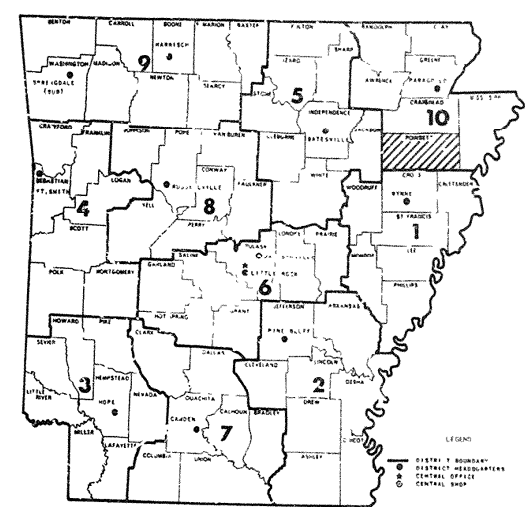 BENTON CARROLL BOONE MARION BAXTER FULTON RANDOLPH CLAY
HARRISON SHARP
WASHINGTON MADISON 9 IZARD GREENE
SPRINGDALE (SUB) NEWTON SEARCY STONE 5 LAWRENCE PARAGOULD
INDEPENDENCE CRAIGHEAD
10
CRAWFORD FRANKLIN JOHNSON POPE VAN BUREN CLEBURNE BATESVILLE JACKSON POINSETT
CONWAY WHITE CROSS
SEBASTIAN LOGAN RUSSELLVILLE FAULKNER WOODRUFF CRITTENDEN
FT. SMITH WYNNE
4 YELL 8 ST FRANCIS
SCOTT PERRY 1
PULASKI LONOKE PRAIRIE LEE
SALINE
POLK MONTGOMERY GARLAND LITTLE ROCK MONROE
6 PHILLIPS
HOT SPRING GRANT JEFFERSON ARKANSAS
HOWARD PIKE CLARK PINE BLUFF
SEVIER DALLAS CLEVELAND LINCOLN
3 HEMPSTEAD 2 DESHA
LITTLE RIVER HOPE NEVADA OUACHITA DREW
CALHOUN BRADLEY
MILLER CAMDEN 7
LAFAYETTE COLUMBIA UNION ASHLEY CHICOT
LEGEND
DISTRICT BOUNDARY
DISTRICT HEADQUARTERS
CENTRAL OFFICE
CENTRAL SHOP